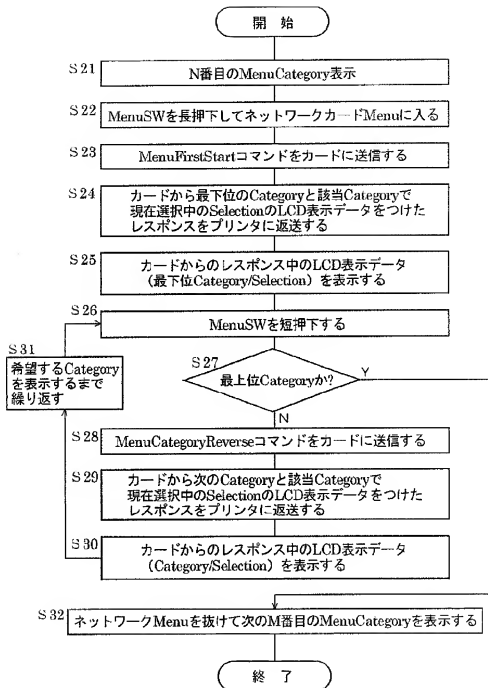 開 始
S21
N番目のMenuCategory表示
S22
MenuSWを長押下してネットワークカードMenuに入る
S23
MenuFirstStartコマンドをカードに送信する
S24
カードから最下位のCategoryと該当Categoryで
現在選択中のSelectionのLCD表示データをつけた
レスポンスをプリンタに返送する
S25
カードからのレスポンス中のLCD表示データ
(最下位Category/Selection)を表示する
S26
MenuSWを短押下する
S31
希望するCategory
を表示するまで
繰り返す
S27
最上位Categoryか?
Y
N
S28
MenuCategoryReverseコマンドをカードに送信する
S29
カードから次のCategoryと該当Categoryで
現在選択中のSelectionのLCD表示データをつけた
レスポンスをプリンタに返送する
S30
カードからのレスポンス中のLCD表示データ
(Category/Selection)を表示する
S32
ネットワークMenuを抜けて次のM番目のMenuCategoryを表示する
終 了